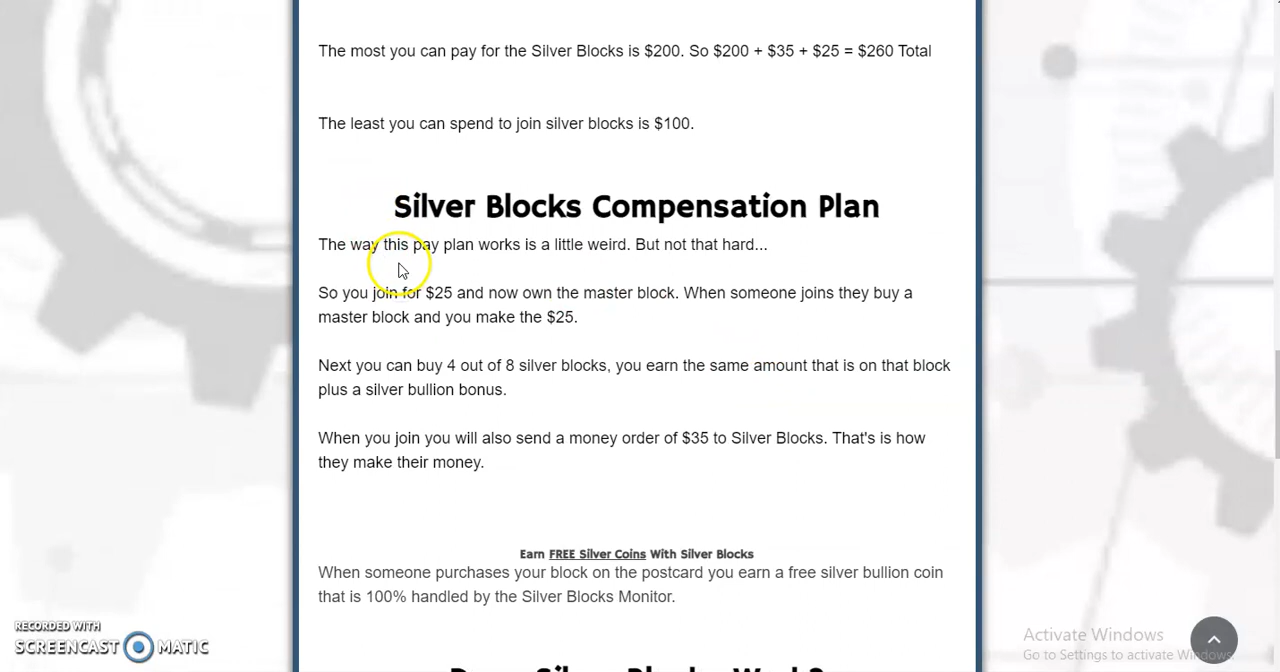 The most you can pay for the Silver Blocks is $200. So $200 + $35 + $25 = $260 Total
The least you can spend to join silver blocks is $100.
Silver Blocks Compensation Plan
The way this pay plan works is a little weird. But not that hard...
So you join for $25 and now own the master block. When someone joins they buy a
master block and you make the $25.
Next you can buy 4 out of 8 silver blocks, you earn the same amount that is on that block
plus a silver bullion bonus.
When you join you will also send a money order of $35 to Silver Blocks. That's is how
they make their money.
Earn FREE Silver Coins With Silver Blocks
When someone purchases your block on the postcard you earn a free silver bullion coin
that is 100% handled by the Silver Blocks Monitor.
RECORDED WITH
SCREENCAST MATIC
Activate Windows
Go to Settings to activate Windows.